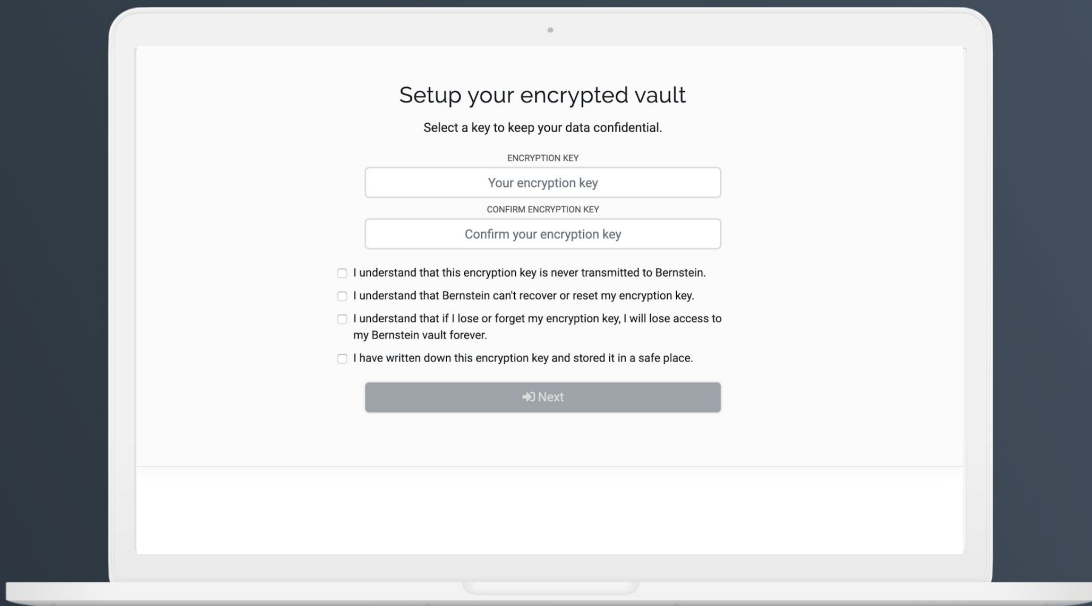 Setup your encrypted vault
Select a key to keep your data confidential.
ENCRYPTION KEY
Your encryption key
CONFIRM ENCRYPTION KEY
Confirm your encryption key
I understand that this encryption key is never transmitted to Bernstein.
I understand that Bernstein can't recover or reset my encryption key.
I understand that if I lose or forget my encryption key, I will lose access to
my Bernstein vault forever.
I have written down this encryption key and stored it in a safe place.
Next